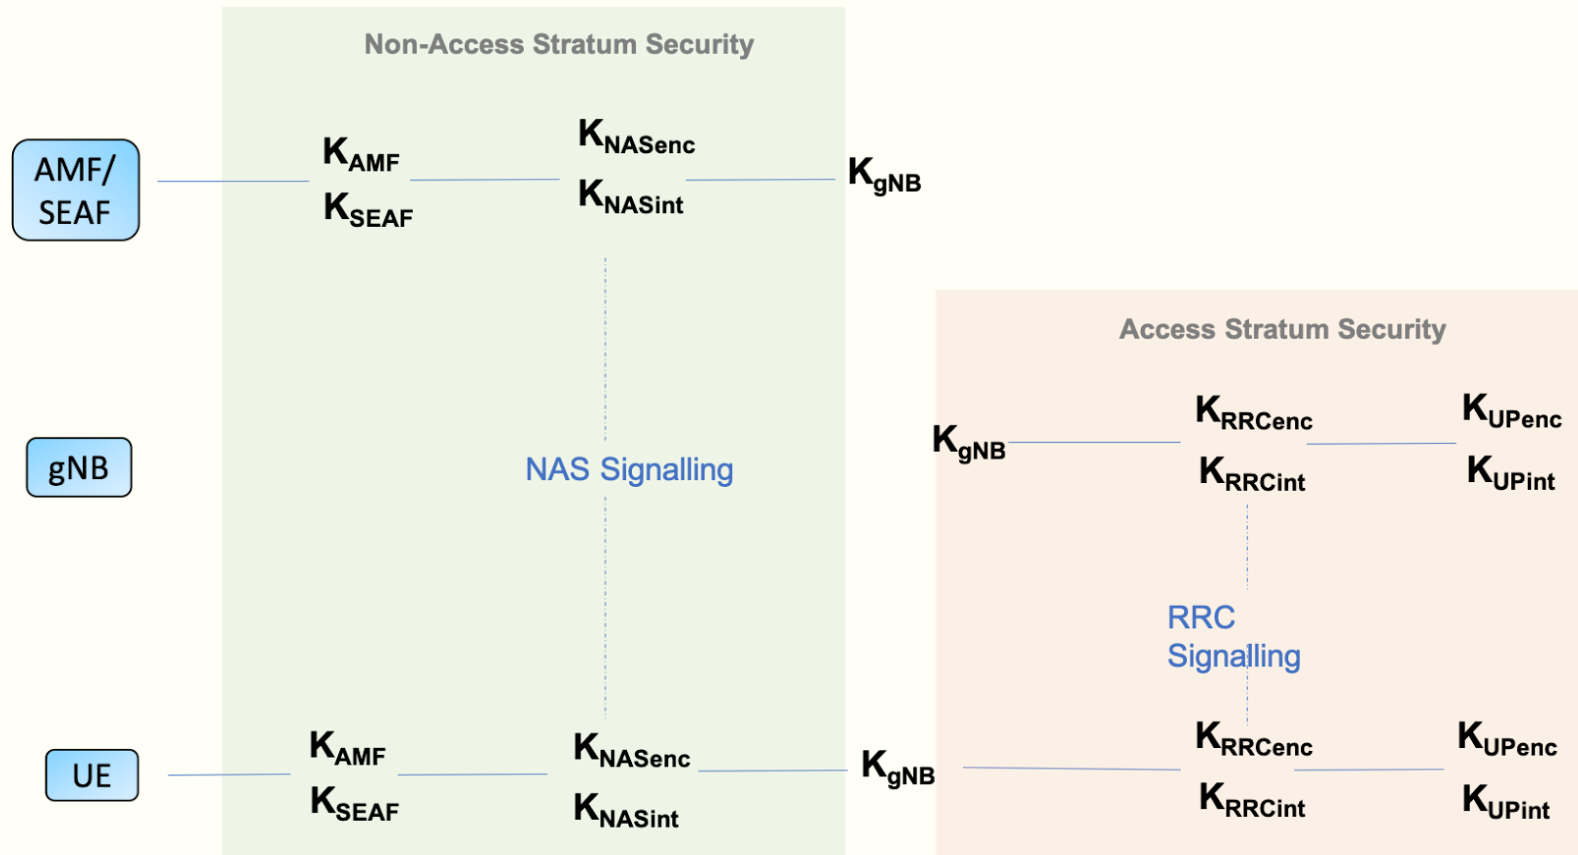 Non-Access Stratum Security
AMF/
SEAF
KAMF
KSEAF
KNASenc
KNASint
KgNB
Access Stratum Security
gNB
NAS Signalling
KgNB
KRRCenc
KRRCint
KUPenc
KUPint
RRC
Signalling
UE
KAMF
KSEAF
KNASenc
KNASint
KgNB
KRRCenc
KRRCint
KUPenc
KUPint